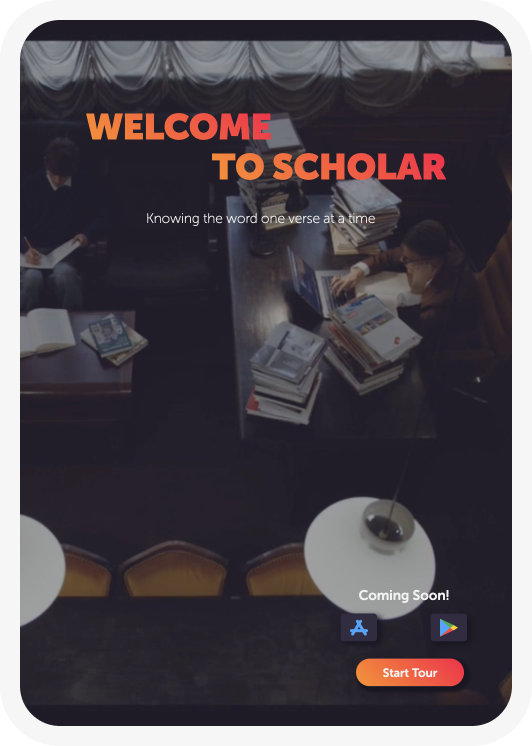 WELCOME
TO SCHOLAR
Knowing the word one verse at a time
Coming Soon!
Start Tour